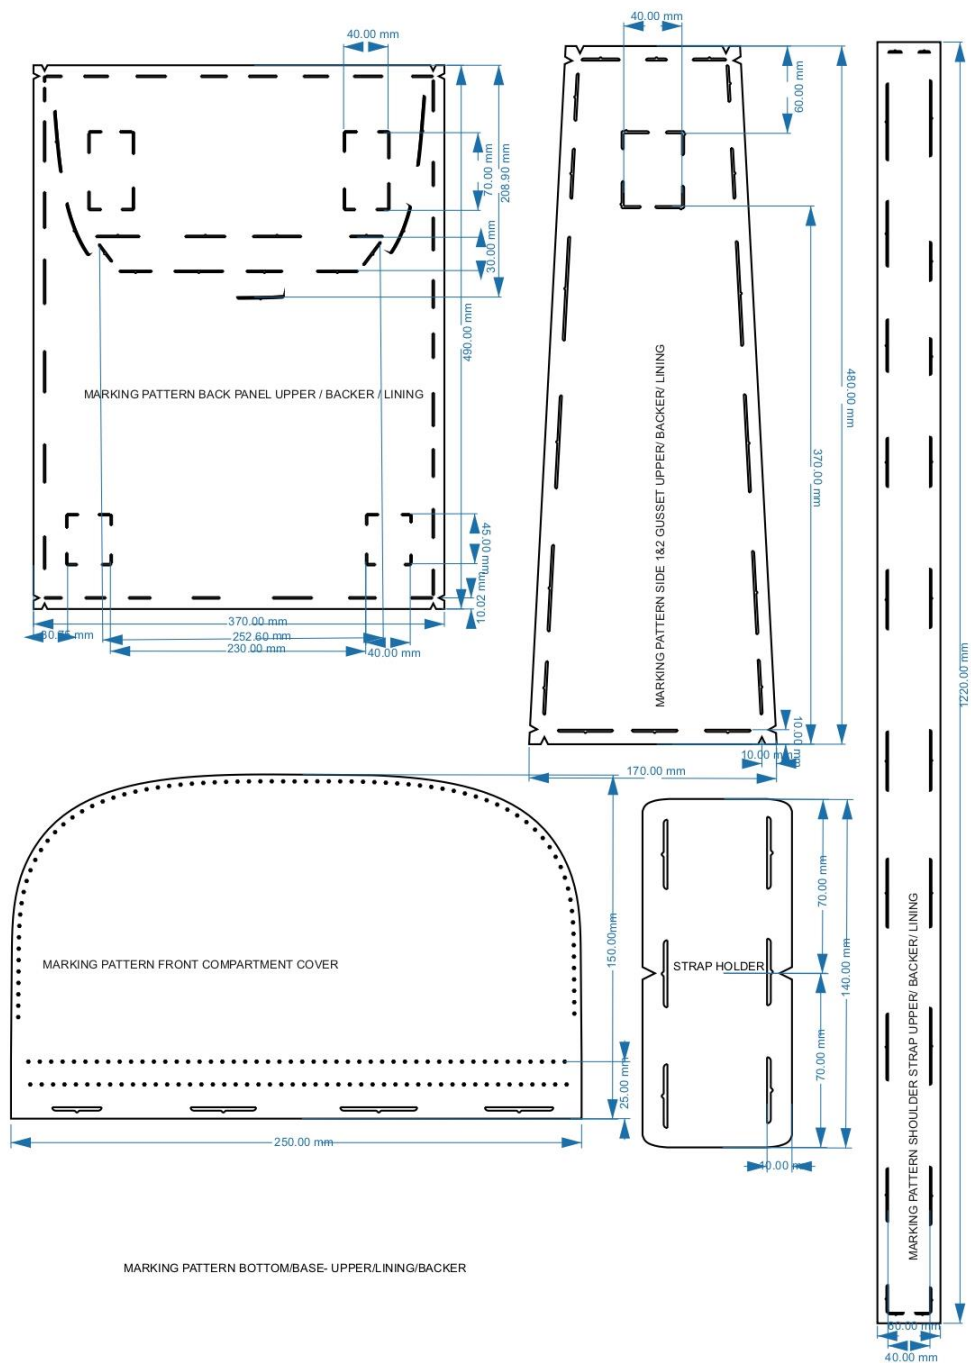 40.00 mm
70.00 mm
208.90 mm
30.00 mm
490.00 mm
MARKING PATTERN BACK PANEL UPPER / BACKER / LINING
45.00 mm
10.02 mm
370.00 mm
252.60 mm
230.00 mm
40.00 mm
40.00 mm
60.00 mm
480.00 mm
370.00 mm
MARKING PATTERN SIDE 1&2 GUSSET UPPER/ BACKER/ LINING
10.00 mm
10.00 mm
170.00 mm
MARKING PATTERN FRONT COMPARTMENT COVER
150.00mm
25.00 mm
250.00 mm
STRAP HOLDER
70.00 mm
140.00 mm
70.00 mm
10.00 mm
1220.00 mm
MARKING PATTERN SHOULDER STRAP UPPER/ BACKER/ LINING
60.00 mm
40.00 mm
MARKING PATTERN BOTTOM/BASE- UPPER/LINING/BACKER